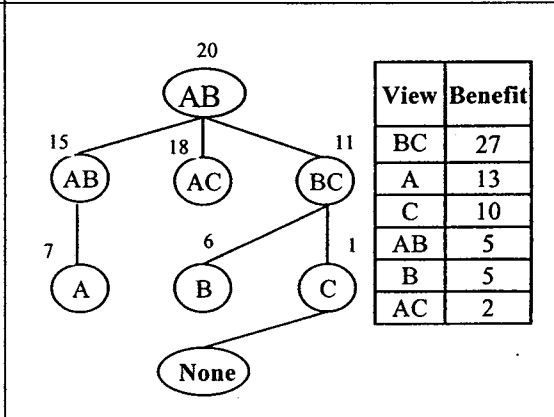 20
AB
15
18
11
AB
AC
BC
7
6
1
A
B
C
None
View Benefit
BC 27
A 13
C 10
AB 5
B 5
AC 2